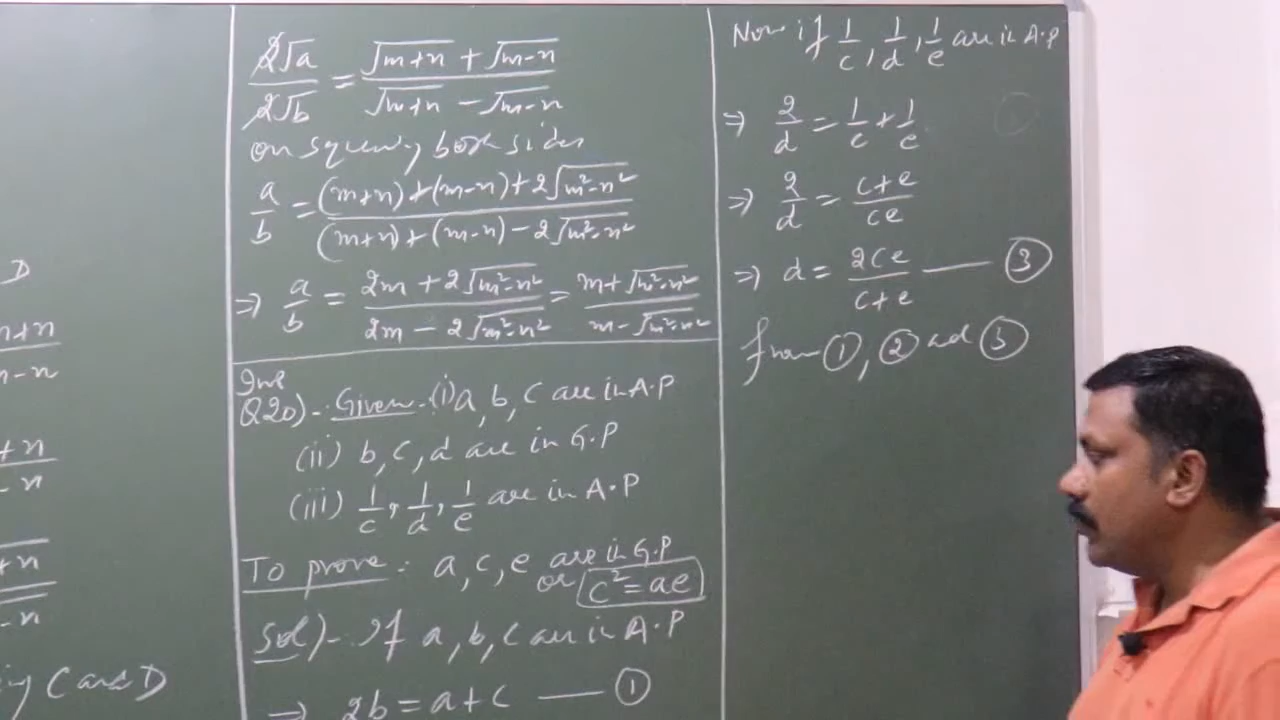 D
m+n
n-n
+n
-n
+n
-n
ing C and D
2√a / 2√b = (√m+n + √m-n) / (√m+n - √m-n)
on squaring both sides
a/b = ((m+n)+(m-n)+2√m²-n²) / ((m+n)+(m-n)-2√m²-n²)
⇒ a/b = (2m+2√m²-n²) / (2m-2√m²-n²) = (m+√m²-n²) / (m-√m²-n²)
Q20)- Given (i) a, b, c are in A.P
(ii) b, c, d are in G.P
(iii) 1/c, 1/d, 1/e are in A.P
To prove: a, c, e are in G.P
or c² = ae
Sol)- If a, b, c are in A.P
⇒ 2b = a+c — ①
Now if 1/c, 1/d, 1/e are in A.P
⇒ 2/d = 1/c + 1/e
⇒ 2/d = (c+e)/ce
⇒ d = 2ce/(c+e) — ③
from ①, ② and ③